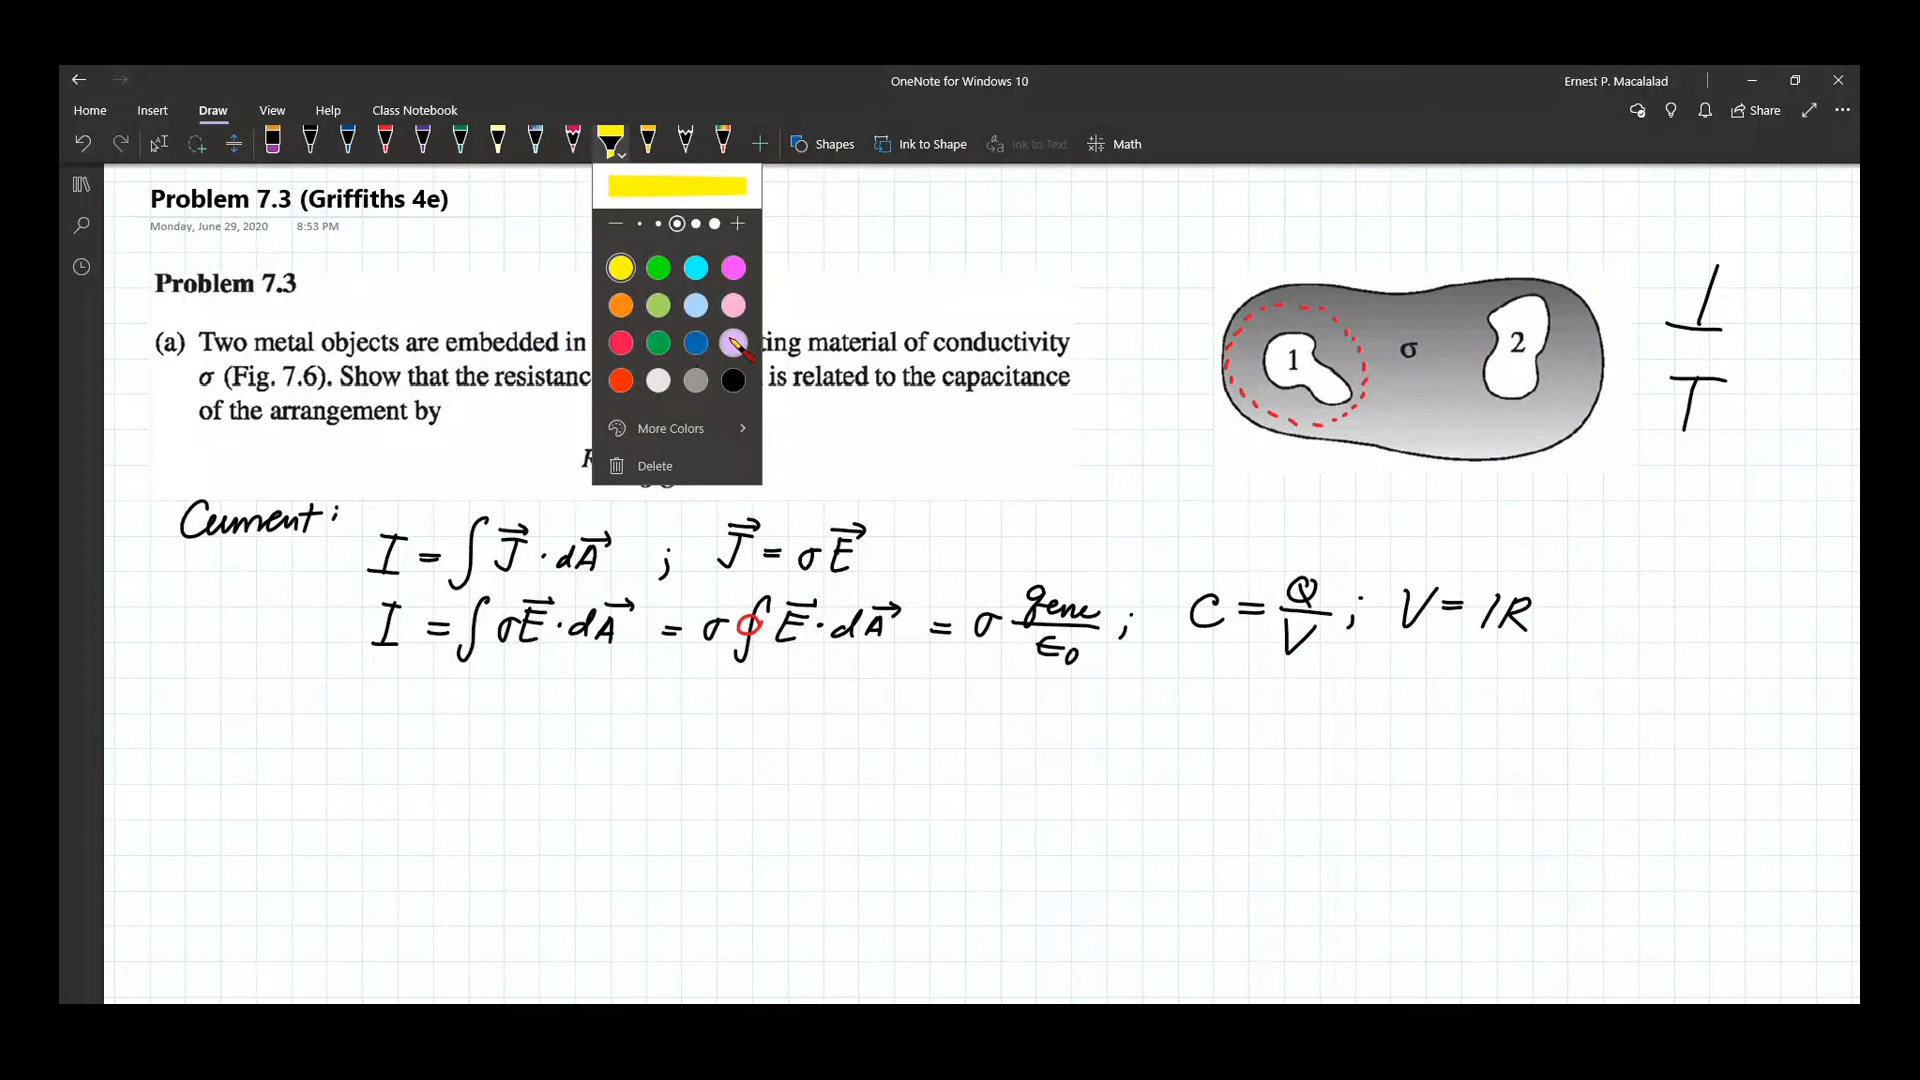 OneNote for Windows 10
Ernest P. Macalalad
Home Insert Draw View Help Class Notebook
Share
Shapes Ink to Shape Ink to Text Math
Problem 7.3 (Griffiths 4e)
Monday, June 29, 2020 8:53 PM
Problem 7.3
(a) Two metal objects are embedded in ting material of conductivity
σ (Fig. 7.6). Show that the resistanc is related to the capacitance
of the arrangement by
More Colors
Delete
1 σ 2
Current:
I = ∫ J⃗ · dA⃗ ; J⃗ = σE⃗
I = ∫ σE⃗ · dA⃗ = σ ∮ E⃗ · dA⃗ = σ qenc/ϵ0 ; C = Q/V ; V = IR